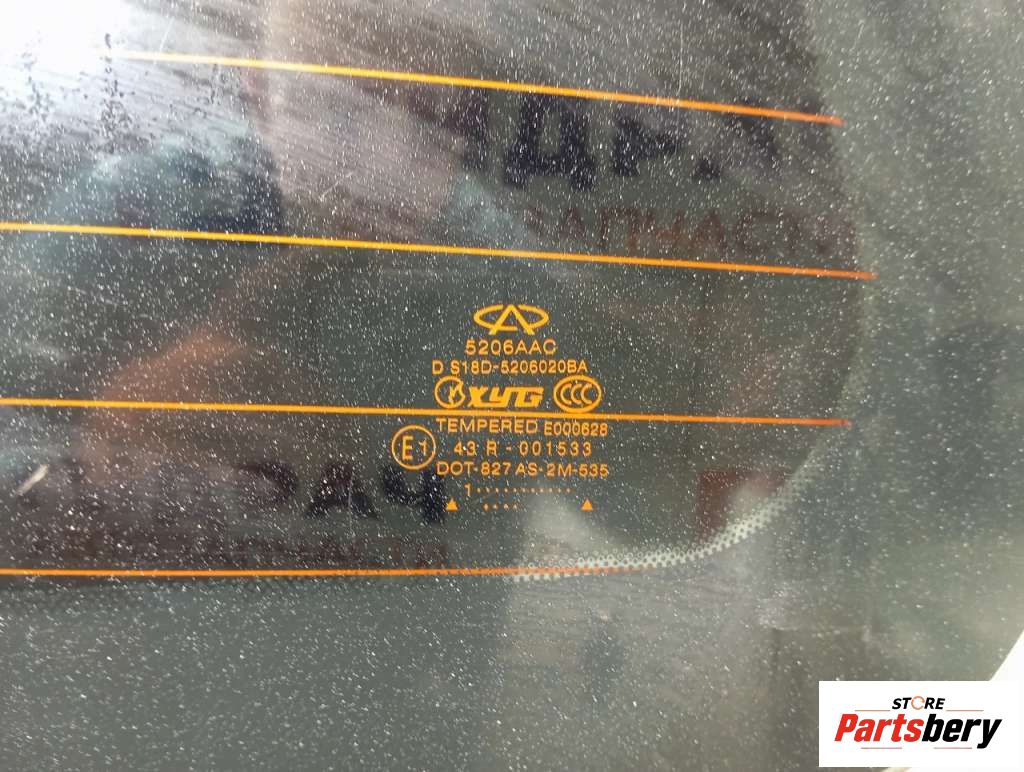 5206AAC
D S18D-5206020BA
XYG CCC
TEMPERED E000628
E1 43 R - 001533
DOT-827 AS-2M-535
1..........
....
STORE
Partsbery